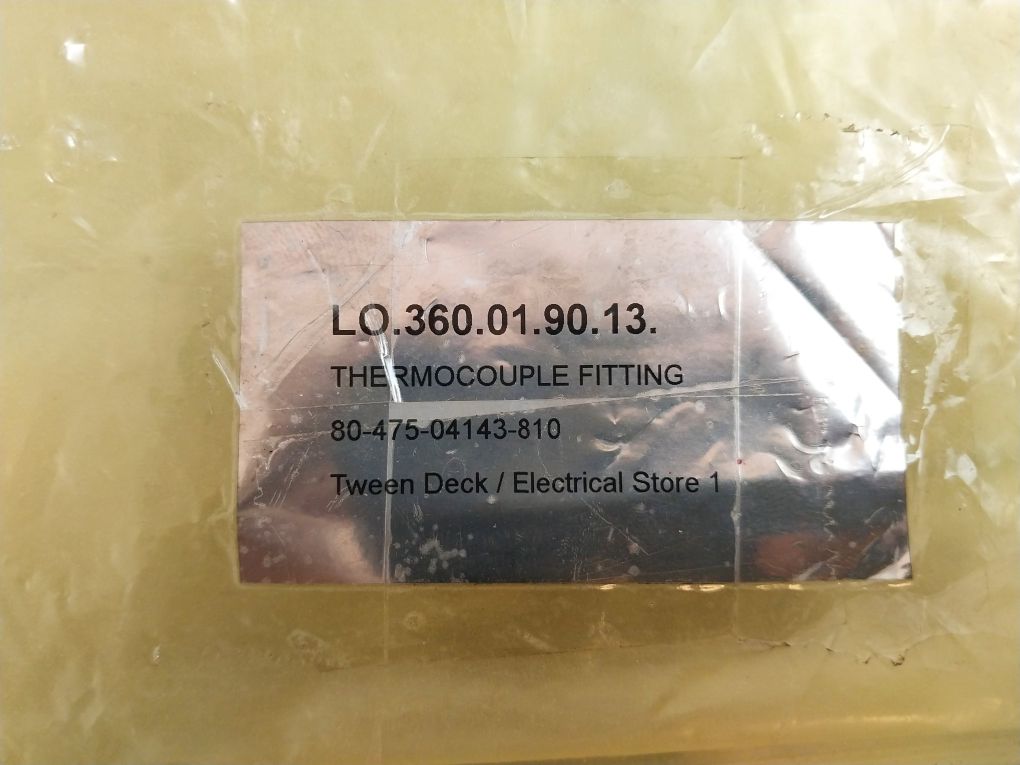 LO.360.01.90.13.
THERMOCOUPLE FITTING
80-475-04143-810
Tween Deck / Electrical Store 1